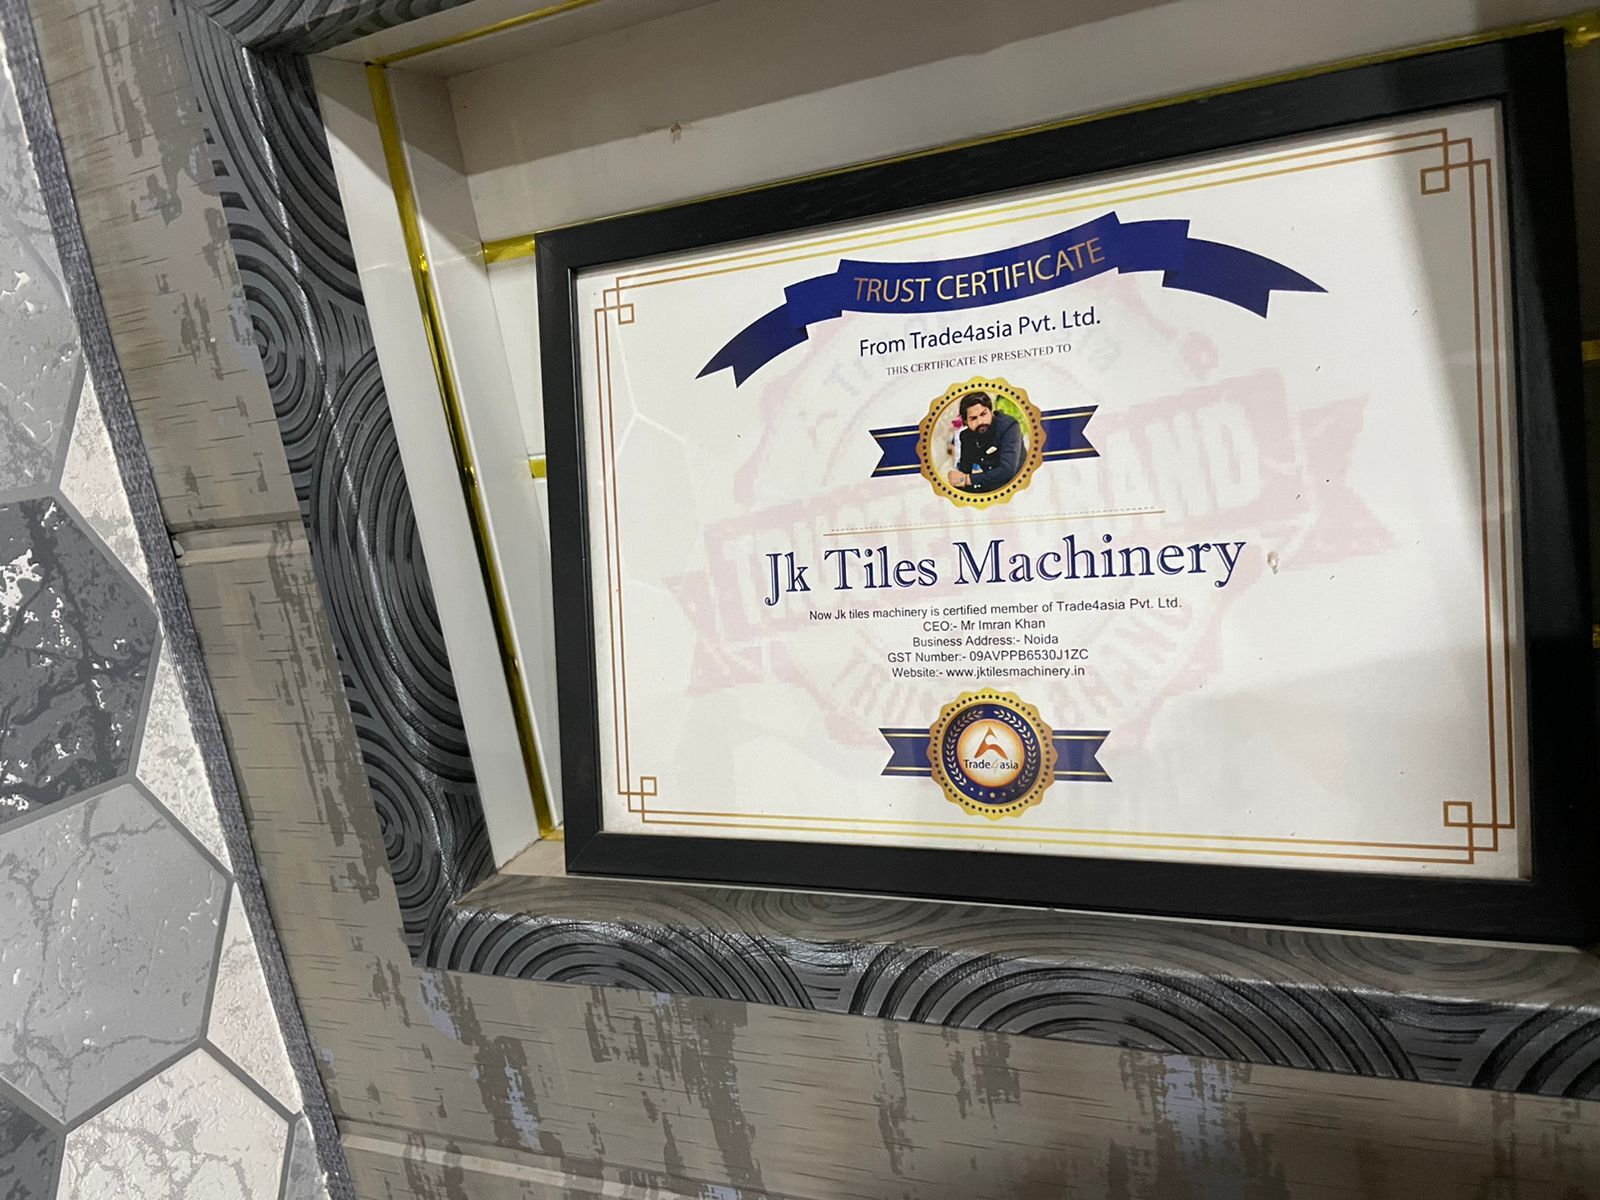 TRUST CERTIFICATE
From Trade4asia Pvt. Ltd.
THIS CERTIFICATE IS PRESENTED TO
TRUSTED BRAND
Jk Tiles Machinery
Now Jk tiles machinery is certified member of Trade4asia Pvt. Ltd.
CEO:- Mr Imran Khan
Business Address:- Noida
GST Number:- 09AVPPB6530J1ZC
Website:- www.jktilesmachinery.in
Trade4asia